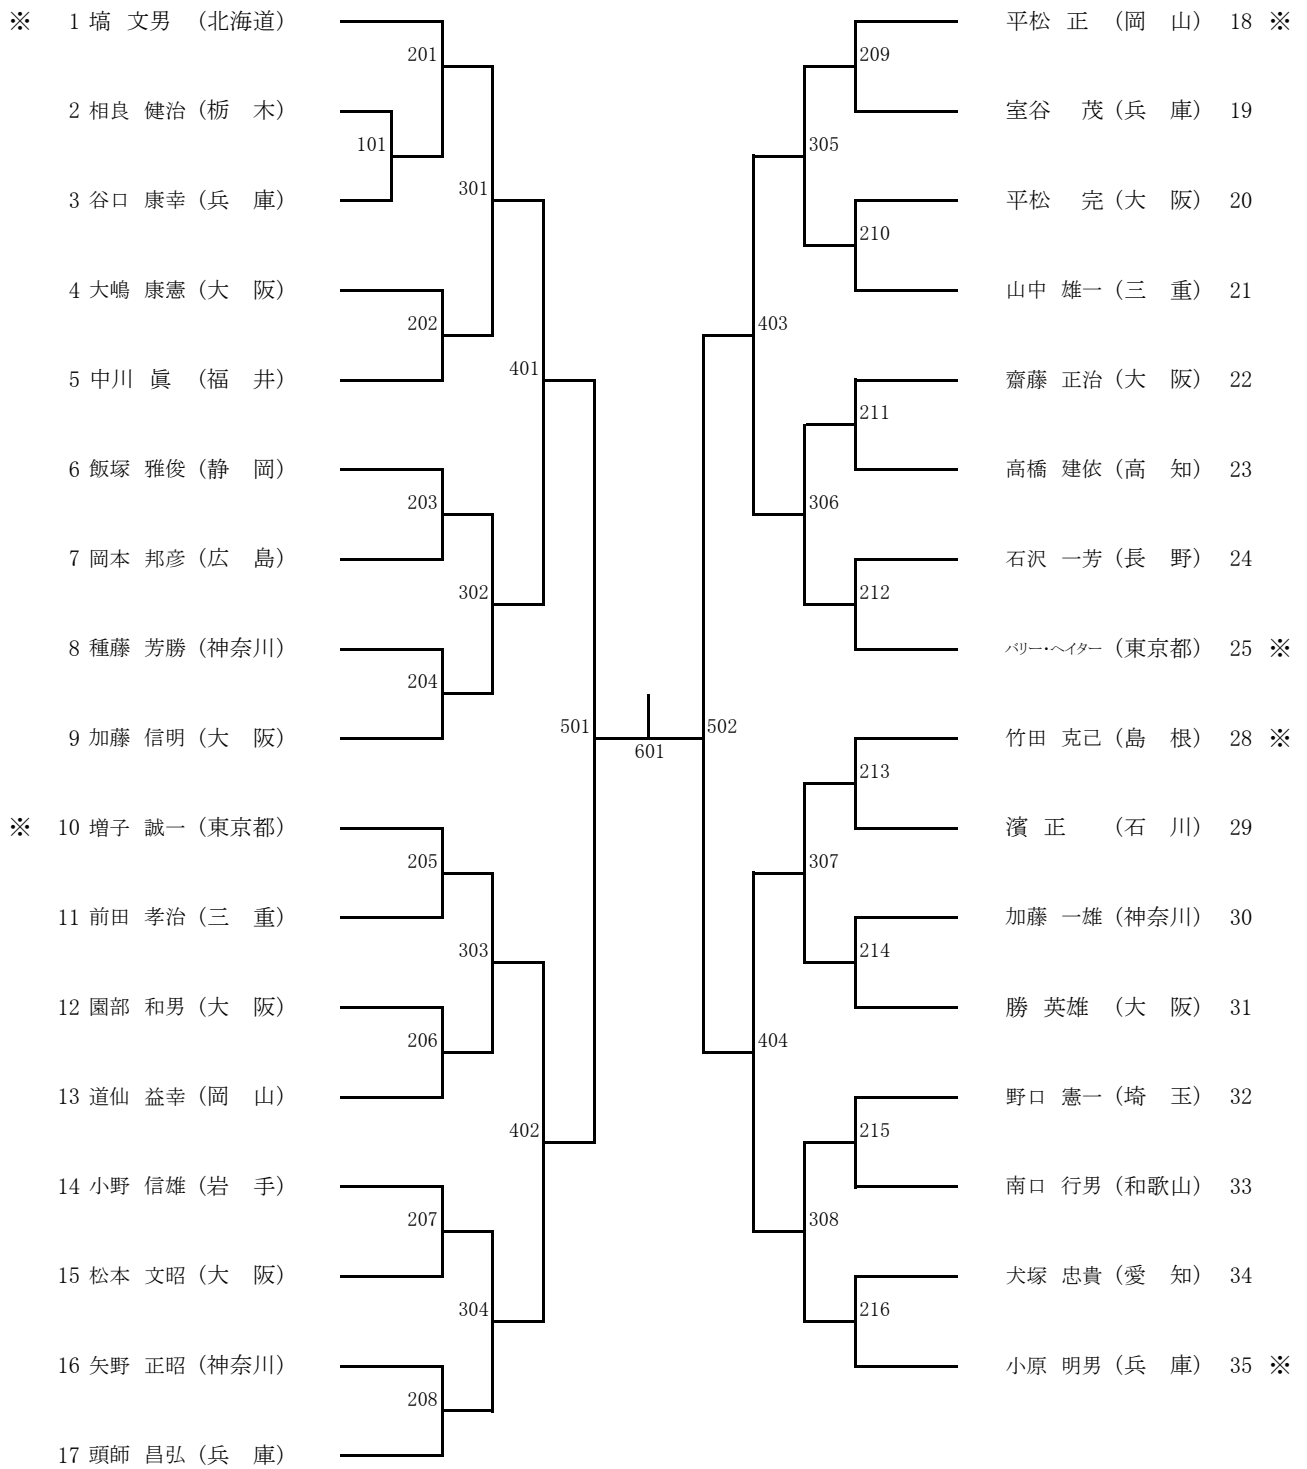 ※ 1 塙 文男 （北海道）
201
2 相良 健治 （栃 木）
101
3 谷口 康幸 （兵 庫）
301
4 大嶋 康憲 （大 阪）
202
5 中川 眞 （福 井）
401
6 飯塚 雅俊 （静 岡）
203
7 岡本 邦彦 （広 島）
302
8 種藤 芳勝 （神奈川）
204
9 加藤 信明 （大 阪）
501
601
※ 10 増子 誠一 （東京都）
205
11 前田 孝治 （三 重）
303
12 園部 和男 （大 阪）
206
13 道仙 益幸 （岡 山）
402
14 小野 信雄 （岩 手）
207
15 松本 文昭 （大 阪）
304
16 矢野 正昭 （神奈川）
208
17 頭師 昌弘 （兵 庫）
平松 正 （岡 山） 18 ※
209
室谷 茂 （兵 庫） 19
305
平松 完 （大 阪） 20
210
山中 雄一 （三 重） 21
403
齋藤 正治 （大 阪） 22
211
高橋 建依 （高 知） 23
306
石沢 一芳 （長 野） 24
212
バリー・ヘイター （東京都） 25 ※
502
竹田 克己 （島 根） 28 ※
213
濱 正 （石 川） 29
307
加藤 一雄 （神奈川） 30
214
勝 英雄 （大 阪） 31
404
野口 憲一 （埼 玉） 32
215
南口 行男 （和歌山） 33
308
犬塚 忠貴 （愛 知） 34
216
小原 明男 （兵 庫） 35 ※